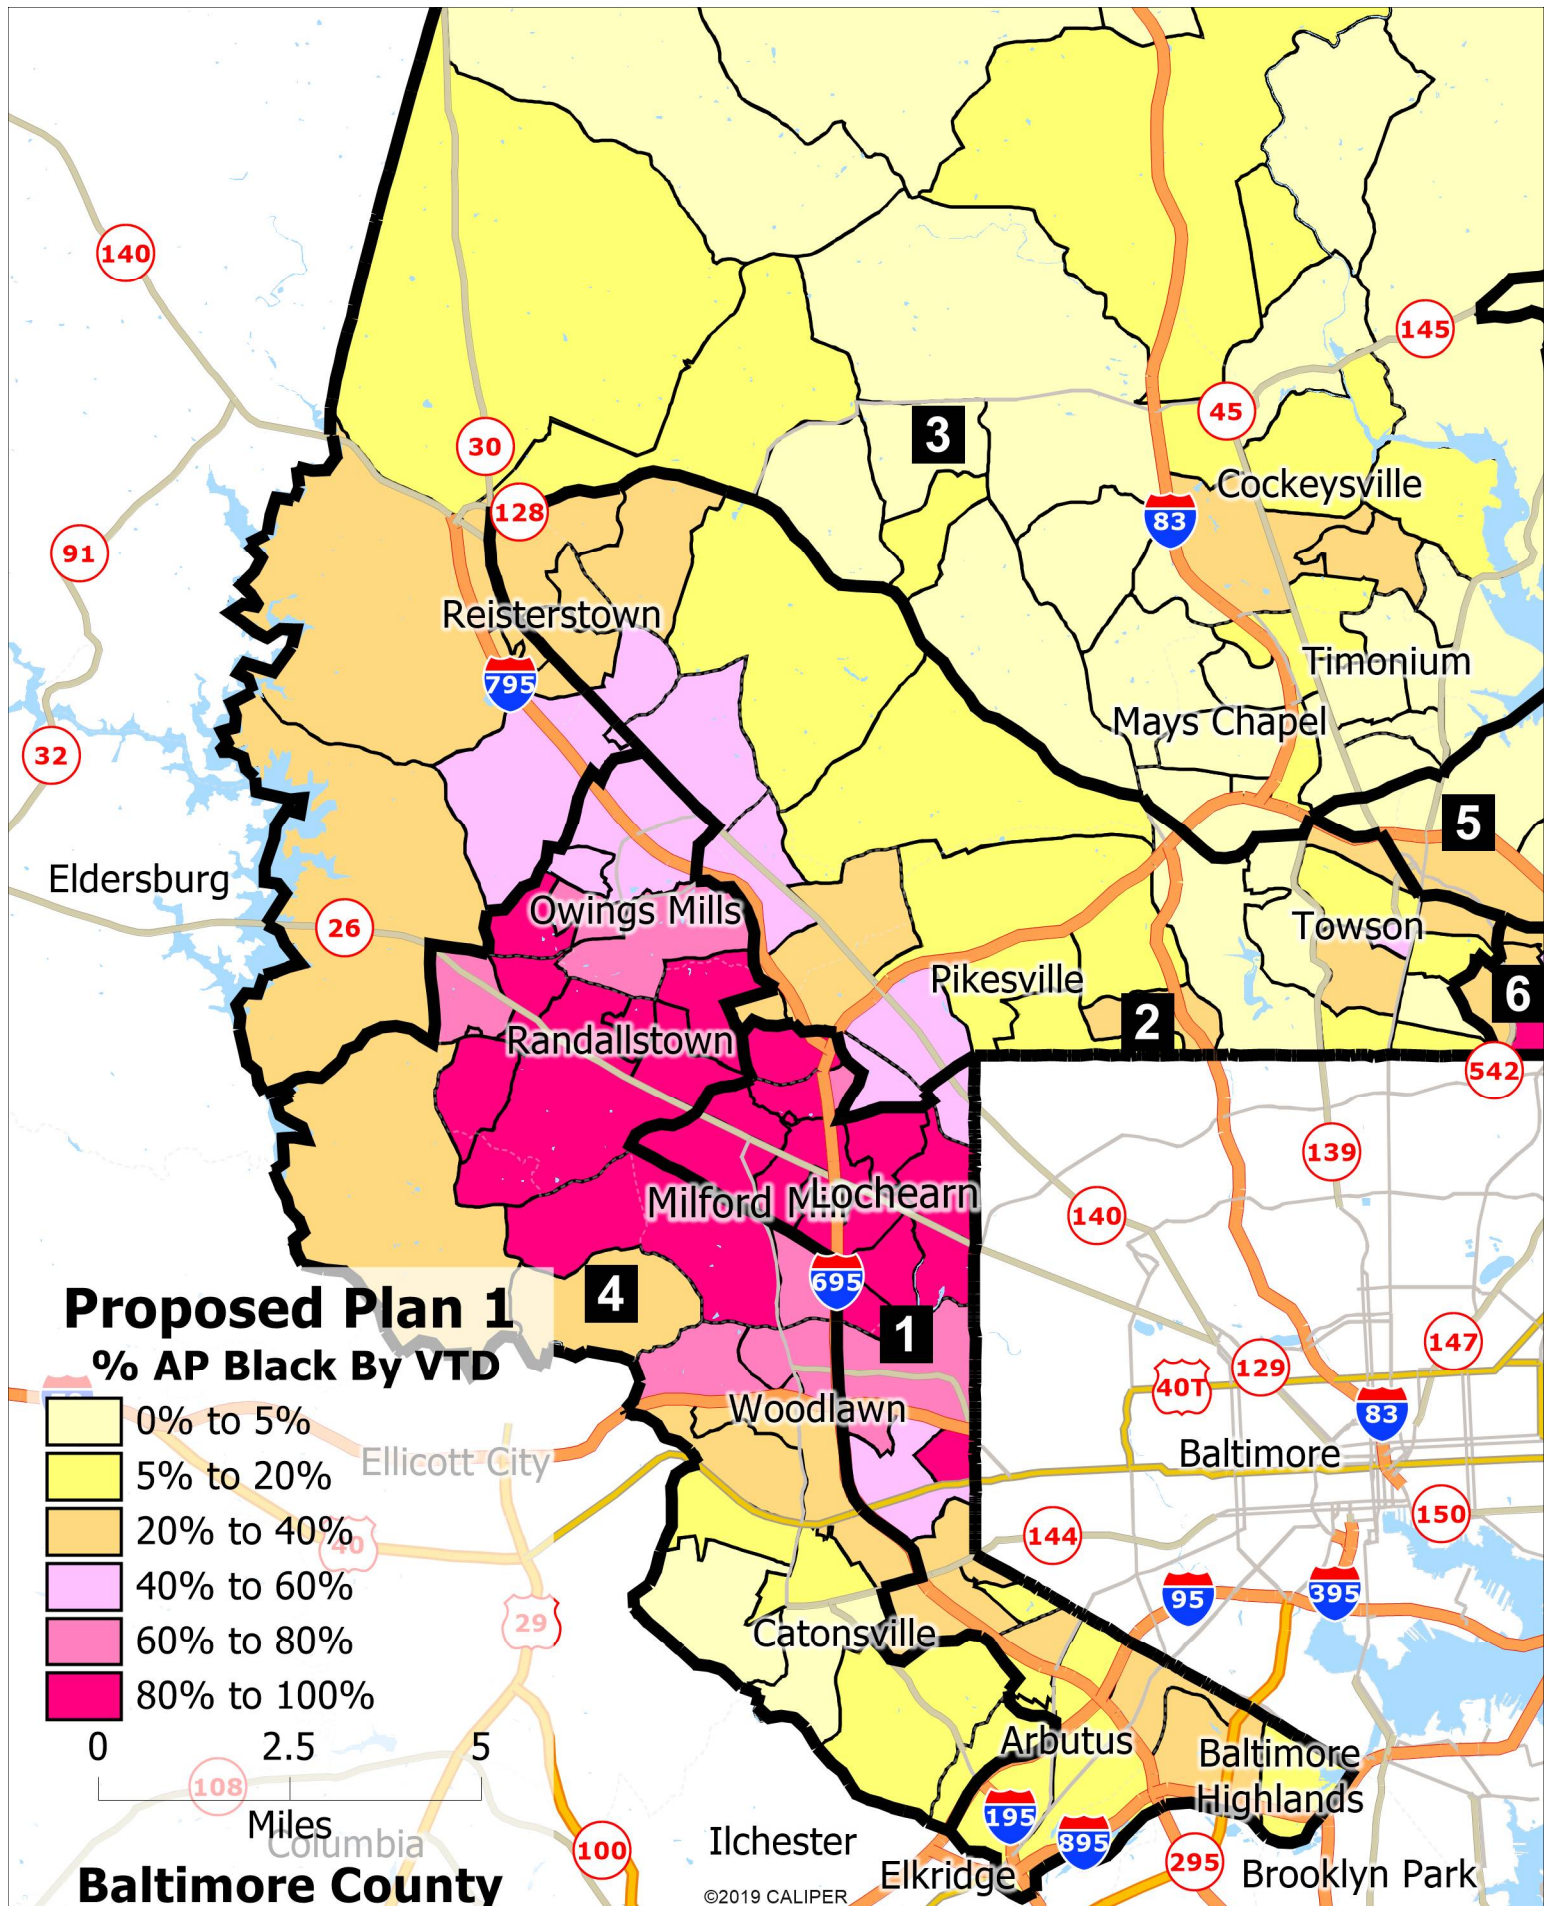 140
145
3
45
30
Cockeysville
128
83
91
Reisterstown
Timonium
795
Mays Chapel
32
5
Eldersburg
Owings Mills
26
Towson
Pikesville
6
2
Randallstown
542
139
Milford Mill
Lochearn
140
695
4
Proposed Plan 1
1
147
% AP Black By VTD
129
40T
0% to 5%
Woodlawn
83
Ellicott City
Baltimore
5% to 20%
150
20% to 40%
40
144
40% to 60%
95
395
29
60% to 80%
Catonsville
80% to 100%
0 2.5 5
Arbutus
Baltimore
Highlands
108
Miles
195
Columbia
100
Ilchester
895
295
Elkridge
Brooklyn Park
Baltimore County
©2019 CALIPER